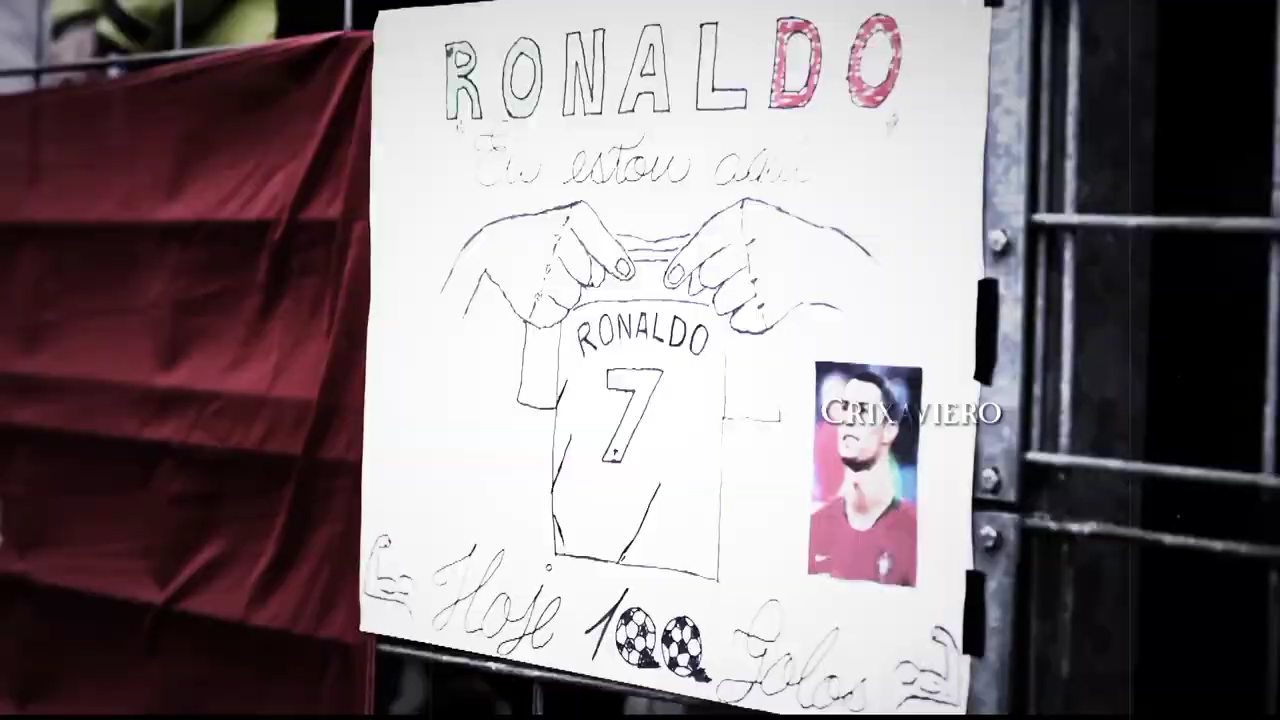 RONALDO
"Eu estou aqui"
RONALDO
7
CRIXAVIERO
Hoje 100 Golos